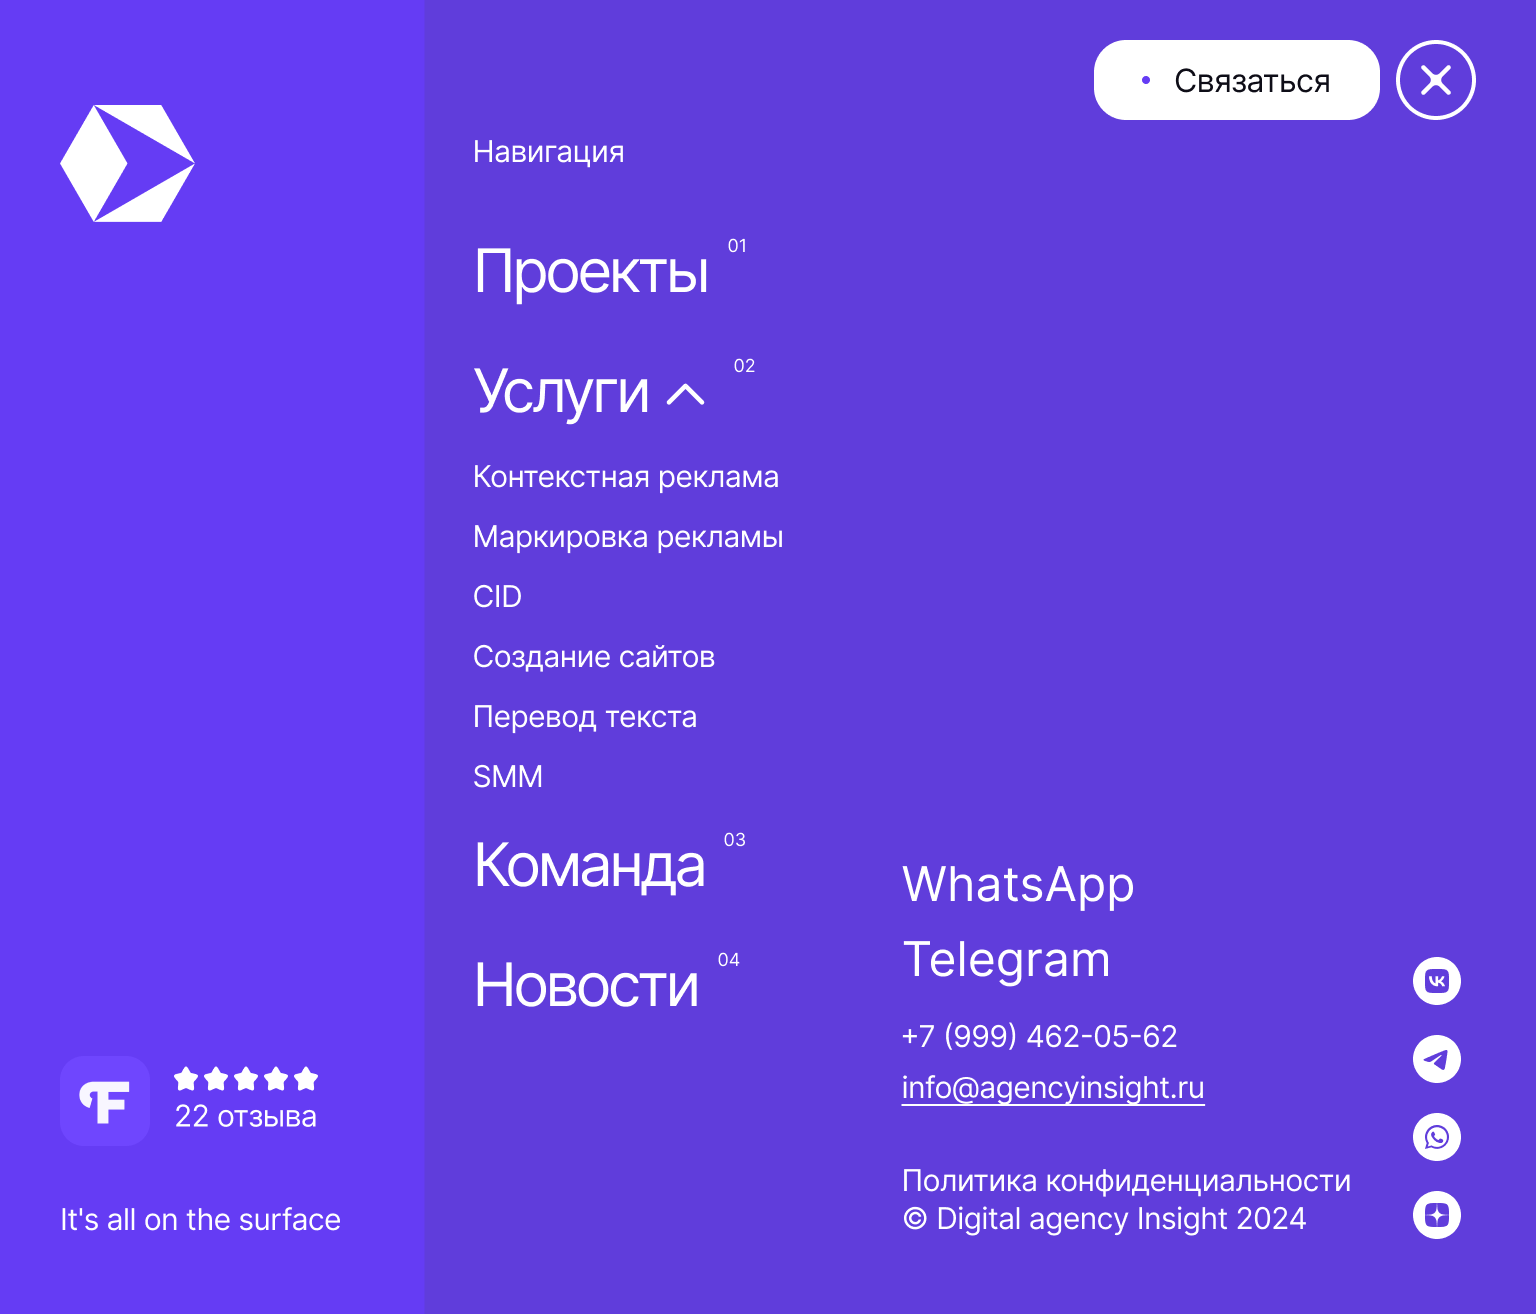 Связаться
Навигация
Проекты 01
Услуги 02
Контекстная реклама
Маркировка рекламы
CID
Создание сайтов
Перевод текста
SMM
Команда 03
Новости 04
WhatsApp
Telegram
+7 (999) 462-05-62
info@agencyinsight.ru
Политика конфиденциальности
© Digital agency Insight 2024
22 отзыва
It's all on the surface